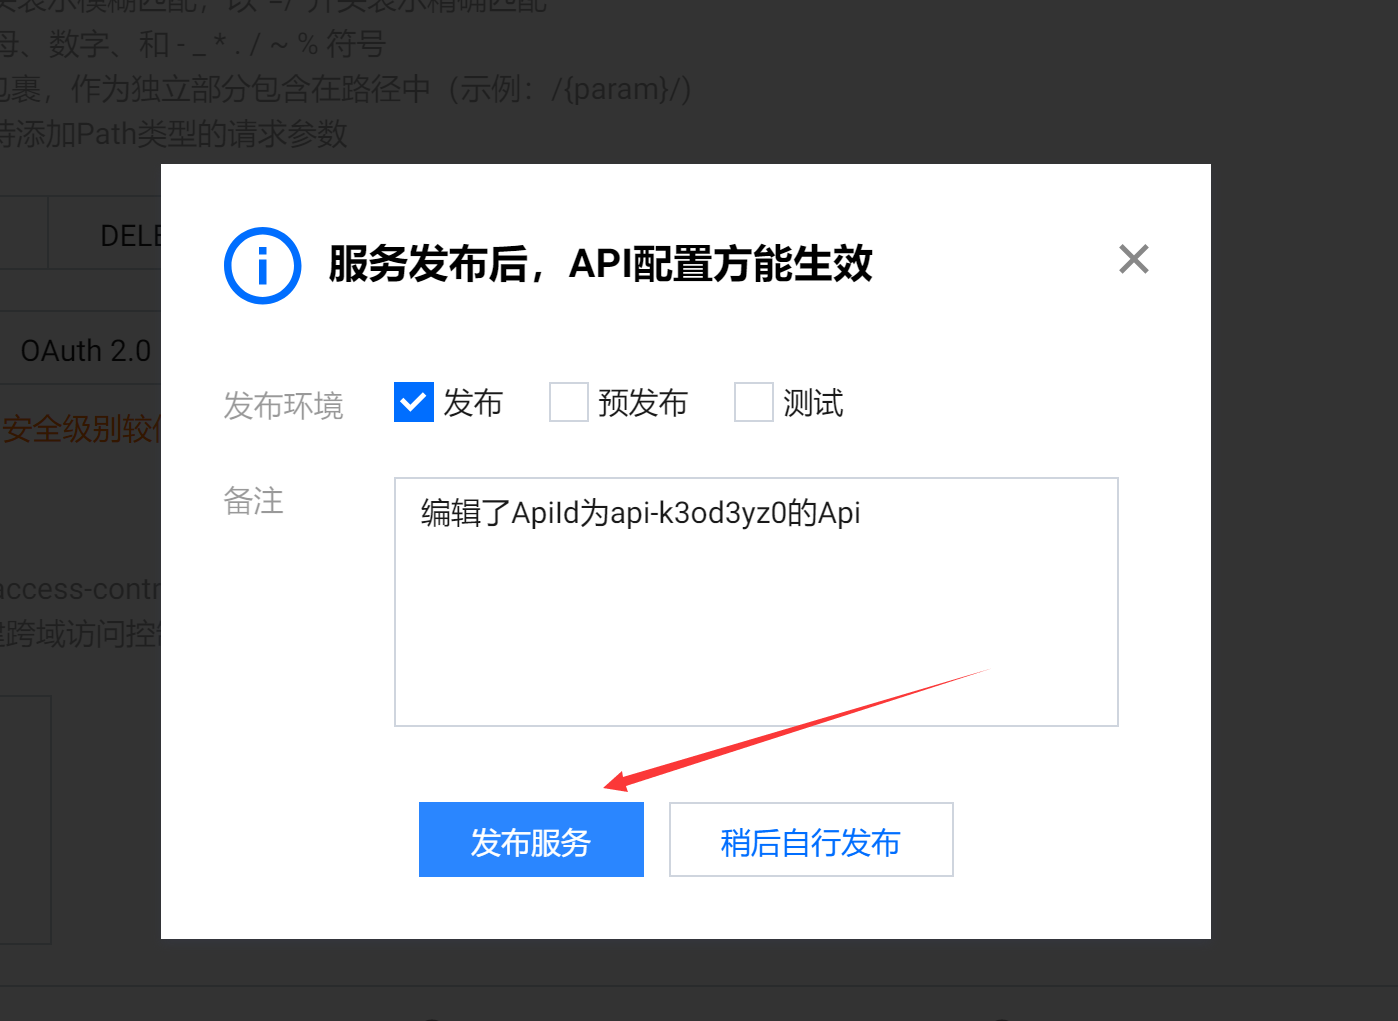 母、数字、和 - _ * . / ~ % 符号
包裹，作为独立部分包含在路径中（示例：/{param}/)
持添加Path类型的请求参数
服务发布后，API配置方能生效
OAuth 2.0
发布环境 发布 预发布 测试
安全级别较
备注
编辑了ApiId为api-k3od3yz0的Api
跨域访问控
发布服务 稍后自行发布